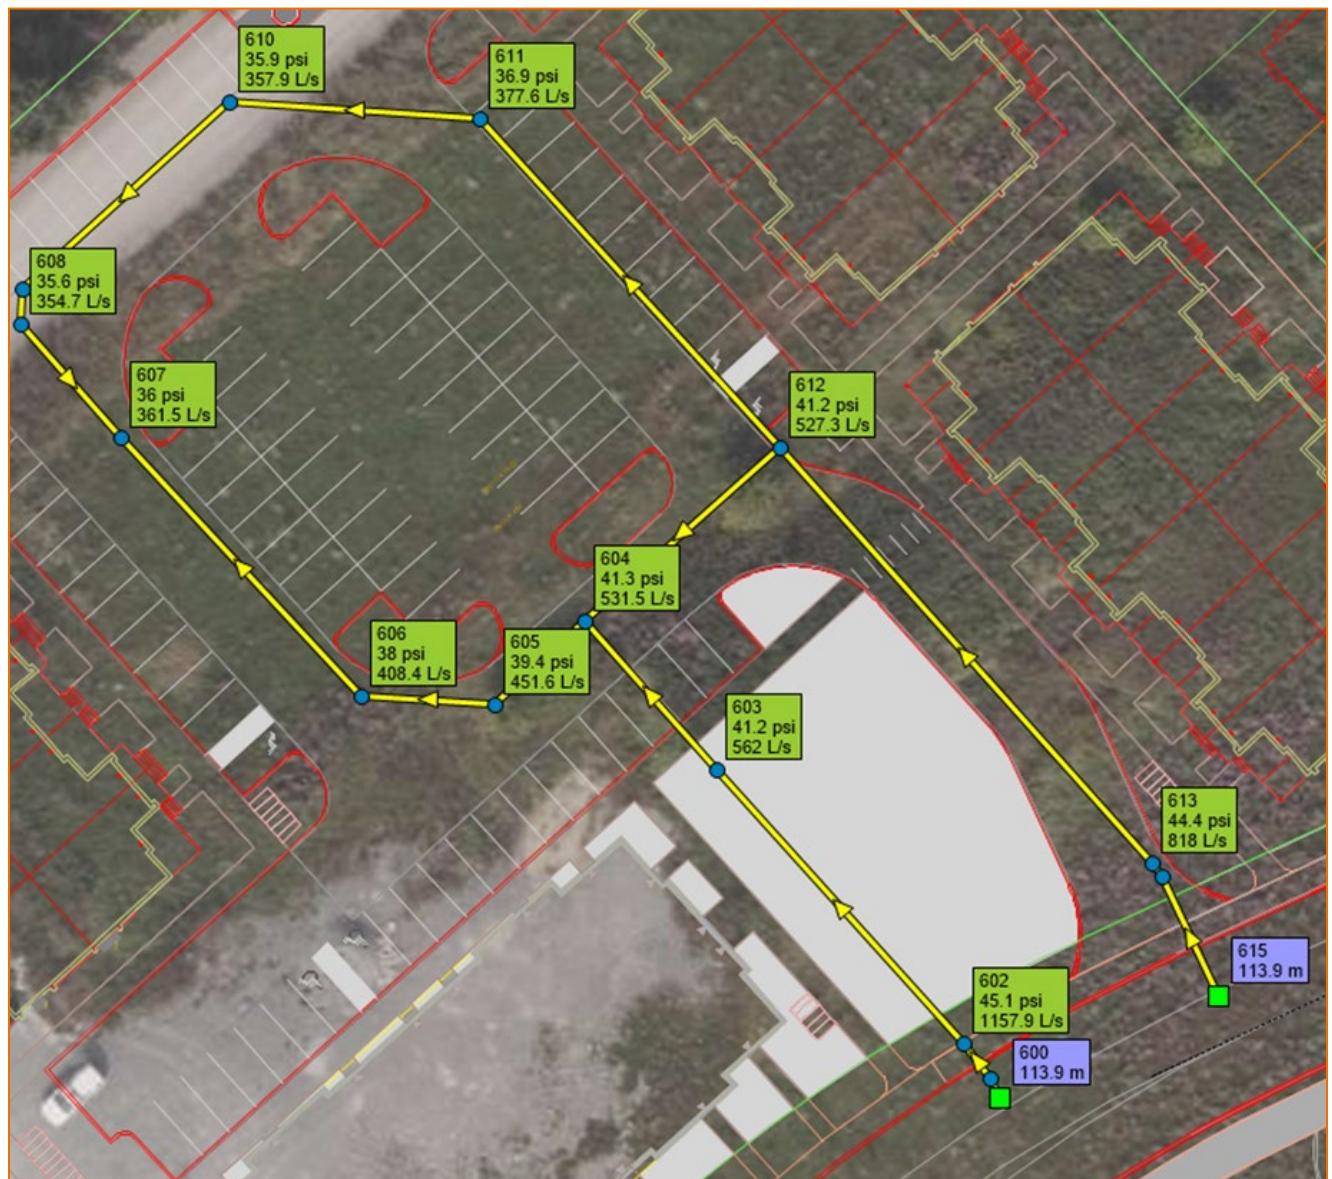 610
35.9 psi
357.9 L/s
611
36.9 psi
377.6 L/s
608
35.6 psi
354.7 L/s
607
36 psi
361.5 L/s
612
41.2 psi
527.3 L/s
604
41.3 psi
531.5 L/s
606
38 psi
408.4 L/s
605
39.4 psi
451.6 L/s
603
41.2 psi
562 L/s
613
44.4 psi
818 L/s
615
113.9 m
602
45.1 psi
1157.9 L/s
600
113.9 m